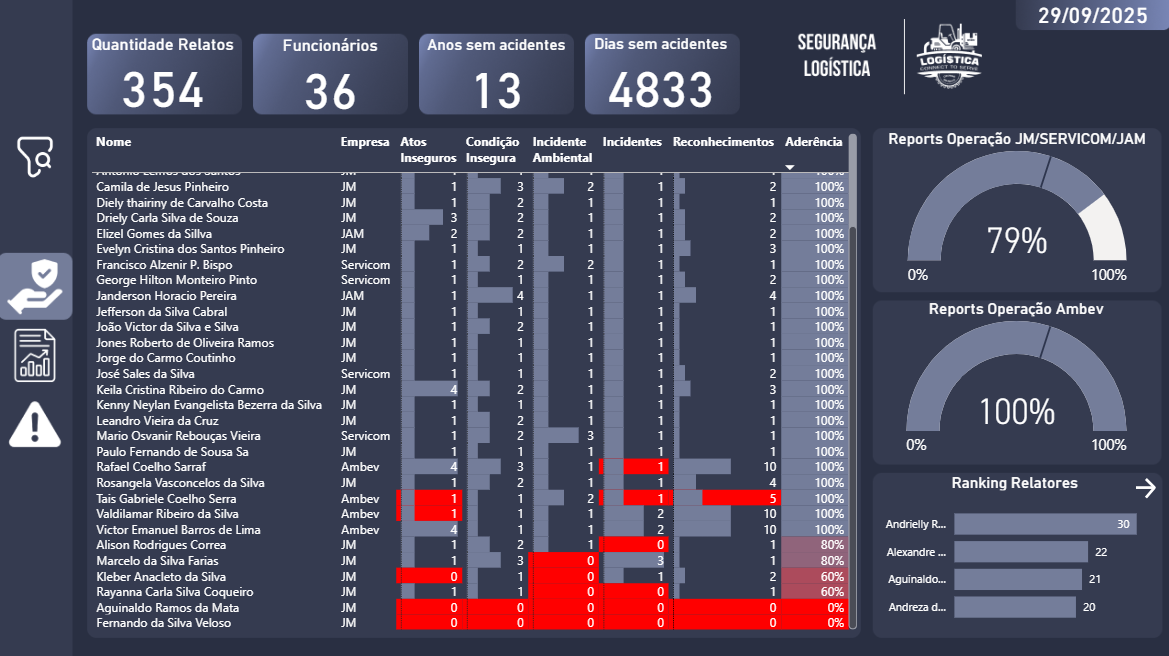 29/09/2025
Quantidade Relatos
354
Funcionários
36
Anos sem acidentes
13
Dias sem acidentes
4833
SEGURANÇA
LOGÍSTICA
LOGÍSTICA
CONNECT TO SERVE
Nome Empresa Atos Inseguros Condição Insegura Incidente Ambiental Incidentes Reconhecimentos Aderência
Antonio Lemos dos Santos JM 1 1 1 1 1 100%
Camila de Jesus Pinheiro JM 1 3 2 1 2 100%
Diely thairiny de Carvalho Costa JM 1 2 1 1 1 100%
Driely Carla Silva de Souza JM 3 2 1 1 2 100%
Elizel Gomes da Sillva JAM 2 2 1 1 2 100%
Evelyn Cristina dos Santos Pinheiro JM 1 1 1 1 3 100%
Francisco Alzenir P. Bispo Servicom 1 2 2 1 1 100%
George Hilton Monteiro Pinto Servicom 1 1 1 1 2 100%
Janderson Horacio Pereira JAM 1 4 1 1 4 100%
Jefferson da Silva Cabral JM 1 1 1 1 1 100%
João Victor da Silva e Silva JM 1 2 1 1 1 100%
Jones Roberto de Oliveira Ramos JM 1 1 1 1 1 100%
Jorge do Carmo Coutinho JM 1 1 1 1 1 100%
José Sales da Silva Servicom 1 1 1 1 2 100%
Keila Cristina Ribeiro do Carmo JM 4 2 1 1 3 100%
Kenny Neylan Evangelista Bezerra da Silva JM 1 1 1 1 1 100%
Leandro Vieira da Cruz JM 1 2 1 1 1 100%
Mario Osvanir Rebouças Vieira Servicom 1 2 3 1 1 100%
Paulo Fernando de Sousa Sa JM 1 1 1 1 1 100%
Rafael Coelho Sarraf Ambev 4 3 1 1 10 100%
Rosangela Vasconcelos da Silva JM 1 2 1 1 4 100%
Tais Gabriele Coelho Serra Ambev 1 1 2 1 5 100%
Valdilamar Ribeiro da Silva Ambev 1 1 1 2 10 100%
Victor Emanuel Barros de Lima Ambev 4 1 1 2 10 100%
Alison Rodrigues Correa JM 1 2 1 0 1 80%
Marcelo da Silva Farias JM 1 3 0 3 1 80%
Kleber Anacleto da Silva JM 0 1 0 1 2 60%
Rayanna Carla Silva Coqueiro JM 1 1 0 0 1 60%
Aguinaldo Ramos da Mata JM 0 0 0 0 0 0%
Fernando da Silva Veloso JM 0 0 0 0 0 0%
Reports Operação JM/SERVICOM/JAM
79%
0% 100%
Reports Operação Ambev
100%
0% 100%
Ranking Relatores
Andrielly R... 30
Alexandre ... 22
Aguinaldo... 21
Andreza d... 20